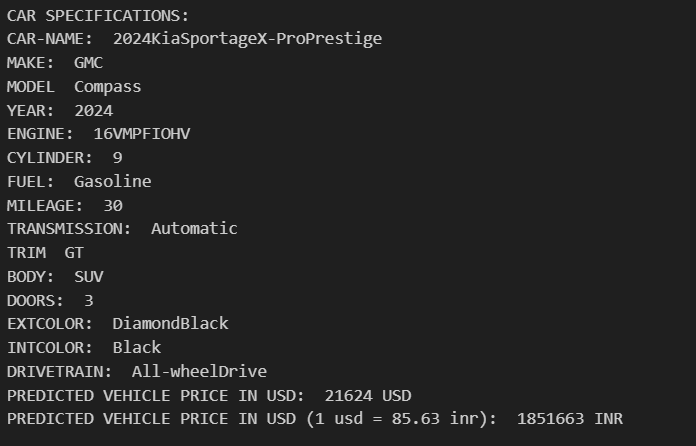 CAR SPECIFICATIONS:
CAR-NAME:  2024KiaSportageX-ProPrestige
MAKE:  GMC
MODEL  Compass
YEAR:  2024
ENGINE:  16VMPFIOHV
CYLINDER:  9
FUEL:  Gasoline
MILEAGE:  30
TRANSMISSION:  Automatic
TRIM  GT
BODY:  SUV
DOORS:  3
EXTCOLOR:  DiamondBlack
INTCOLOR:  Black
DRIVETRAIN:  All-wheelDrive
PREDICTED VEHICLE PRICE IN USD:  21624 USD
PREDICTED VEHICLE PRICE IN USD (1 usd = 85.63 inr):  1851663 INR